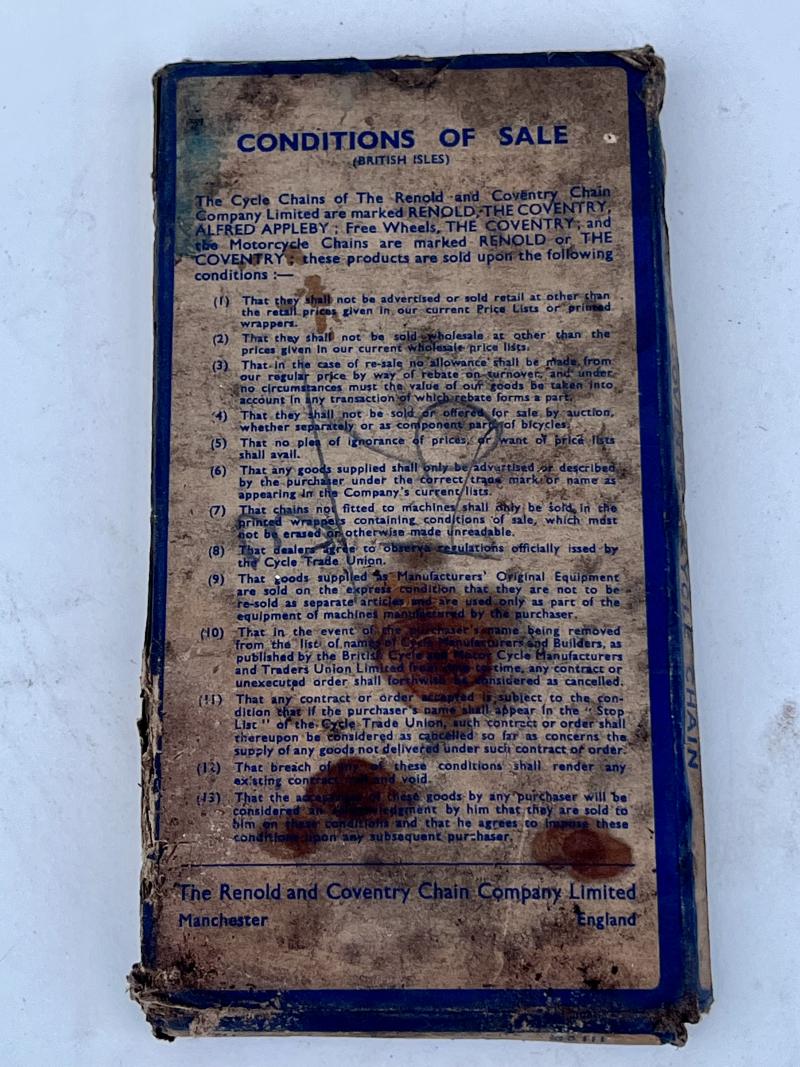 CONDITIONS OF SALE
(BRITISH ISLES)
The Cycle Chains of The Renold and Coventry Chain
Company Limited are marked RENOLD, THE COVENTRY,
ALFRED APPLEBY ; Free Wheels, THE COVENTRY; and
the Motorcycle Chains are marked RENOLD or THE
COVENTRY ; these products are sold upon the following
conditions :—
(1) That they shall not be advertised or sold retail at other than
the retail prices given in our current Price Lists or printed
wrappers.
(2) That they shall not be sold wholesale at other than the
prices given in our current wholesale price lists.
(3) That in the case of re-sale no allowance shall be made from
our regular price by way of rebate on turnover, and under
no circumstances must the value of our goods be taken into
account in any transaction of which rebate forms a part.
(4) That they shall not be sold or offered for sale by auction,
whether separately or as component parts of bicycles.
(5) That no plea of ignorance of prices, or want of price lists
shall avail.
(6) That any goods supplied shall only be advertised or described
by the purchaser under the correct trade mark or name as
appearing in the Company's current lists.
(7) That chains not fitted to machines shall only be sold in the
printed wrappers containing conditions of sale, which must
not be erased or otherwise made unreadable.
(8) That dealers agree to observe regulations officially issed by
the Cycle Trade Union.
(9) That goods supplied as Manufacturers' Original Equipment
are sold on the express condition that they are not to be
re-sold as separate articles and are used only as part of the
equipment of machines manufactured by the purchaser.
(10) That in the event of the purchaser's name being removed
from the list of names of Cycle Manufacturers and Builders, as
published by the British Cycle and Motor Cycle Manufacturers
and Traders Union Limited from time to time, any contract or
unexecuted order shall forthwith be considered as cancelled.
(11) That any contract or order accepted is subject to the con-
dition that if the purchaser's name shall appear in the "Stop
List" of the Cycle Trade Union, such contract or order shall
thereupon be considered as cancelled so far as concerns the
supply of any goods not delivered under such contract or order.
(12) That breach of any of these conditions shall render any
existing contract null and void.
(13) That the acceptance of these goods by any purchaser will be
considered an acknowledgment by him that they are sold to
him on these conditions and that he agrees to impose these
conditions upon any subsequent purchaser.
The Renold and Coventry Chain Company Limited
Manchester England
CYCLE CHAIN